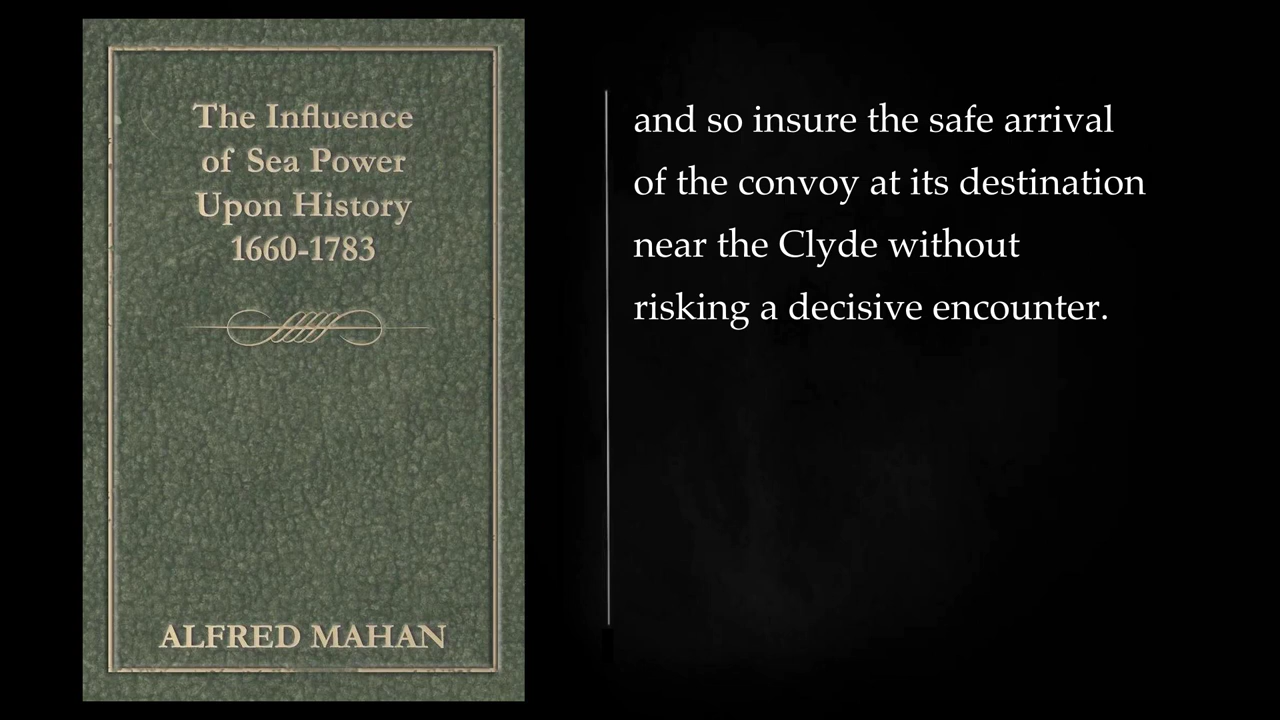 The Influence
of Sea Power
Upon History
1660-1783
ALFRED MAHAN
and so insure the safe arrival
of the convoy at its destination
near the Clyde without
risking a decisive encounter.